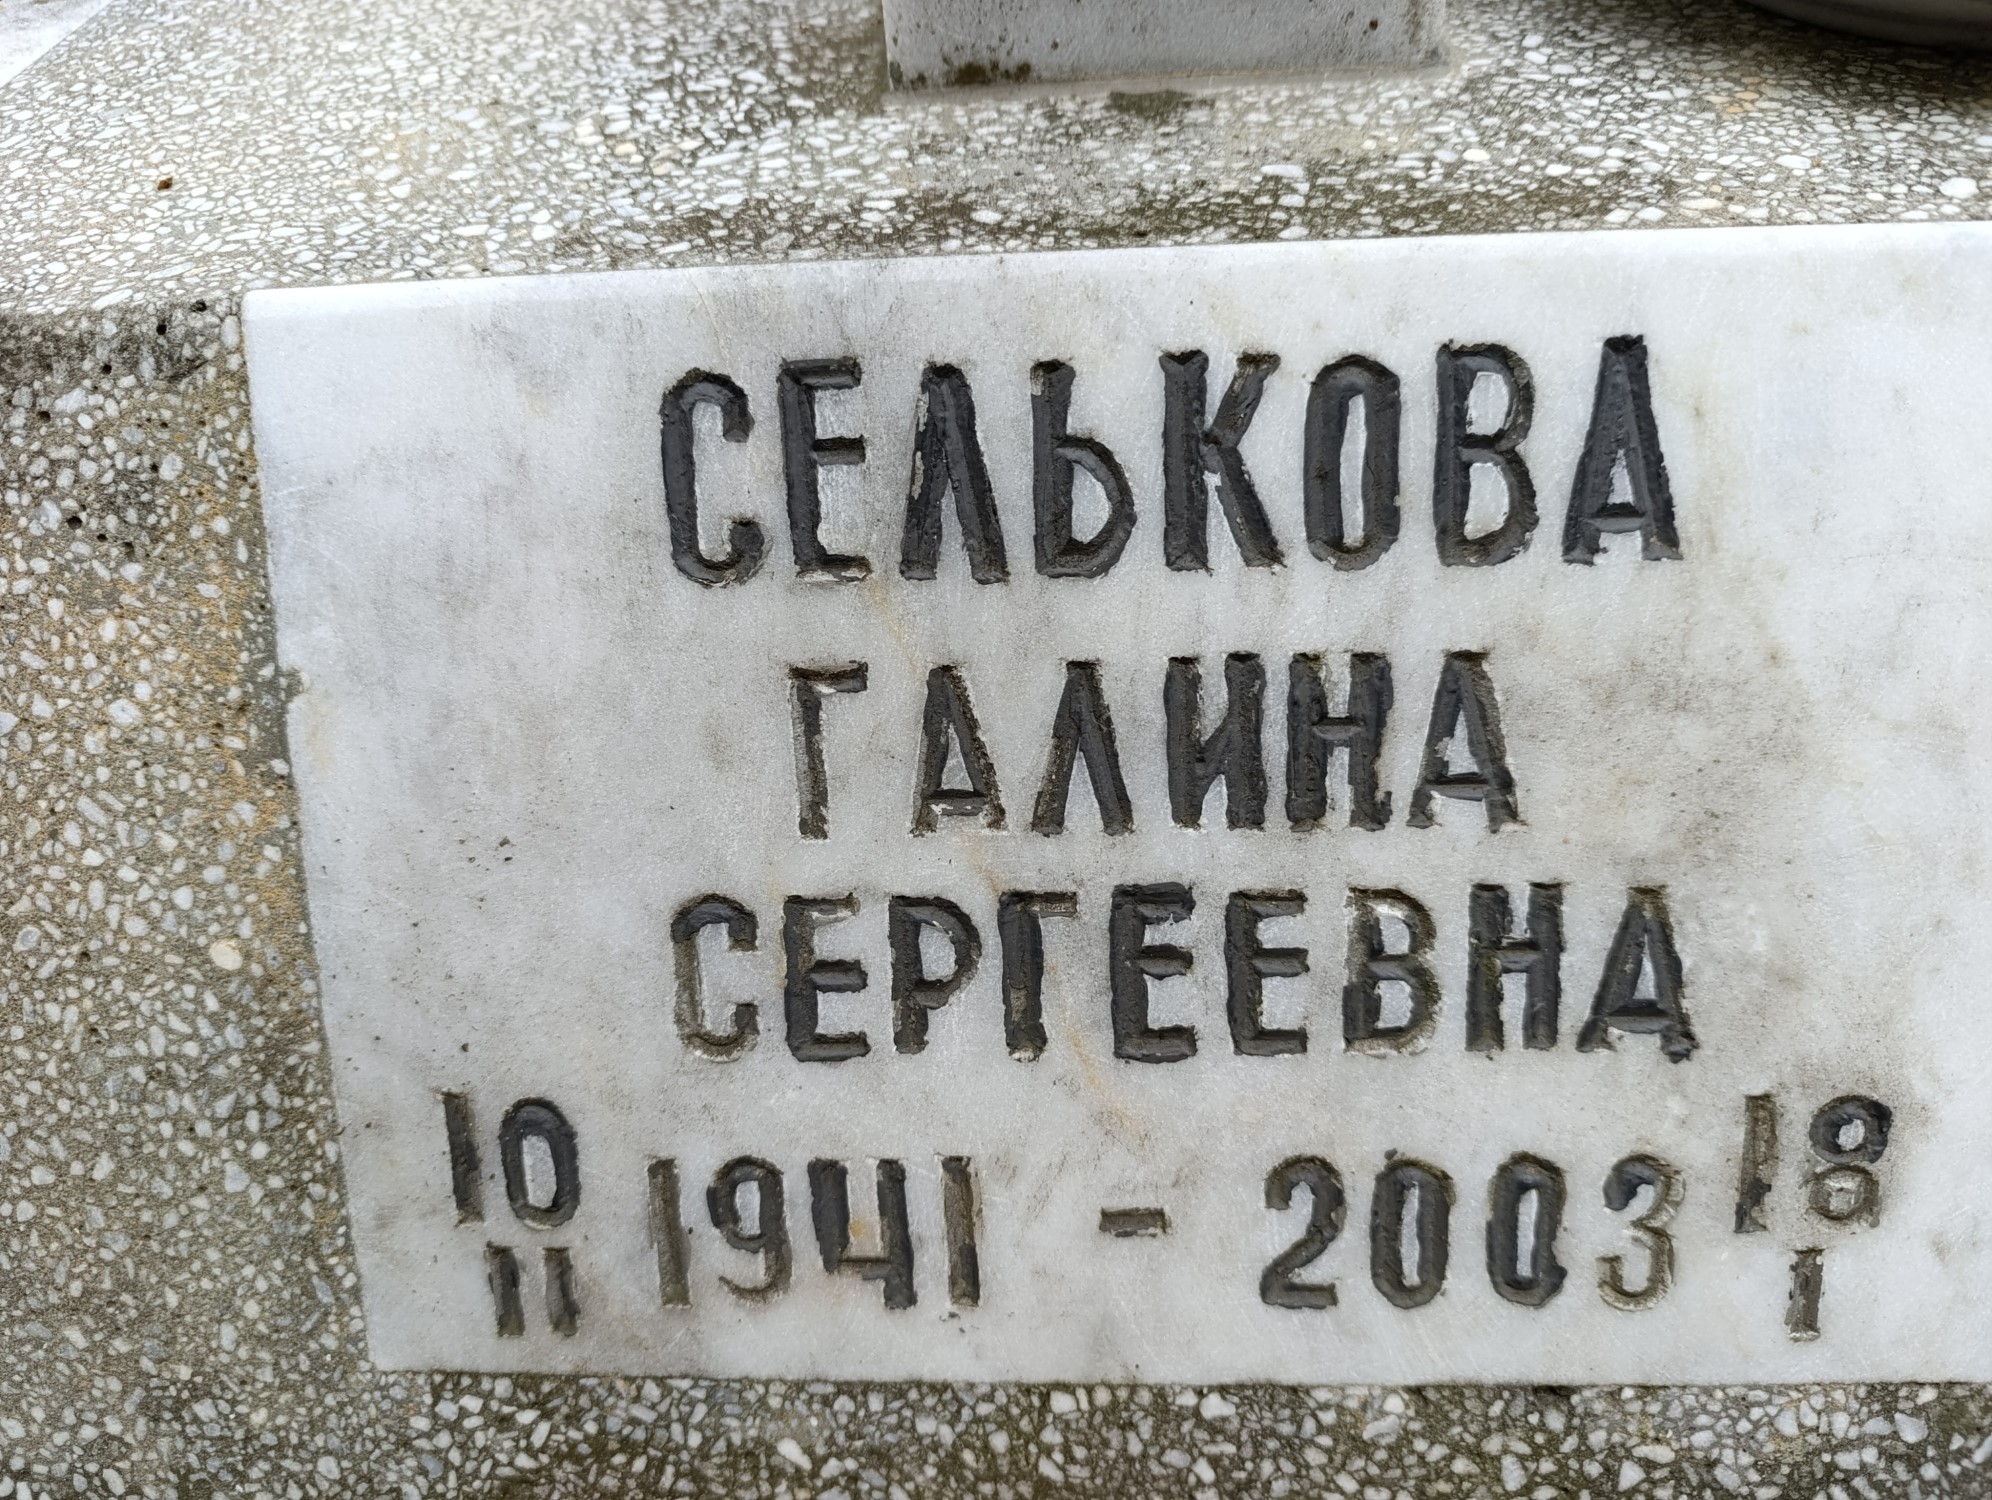 СЕЛЬКОВА
ГАЛИНА
СЕРГЕЕВНА
10 18
1941 - 2003
11 1